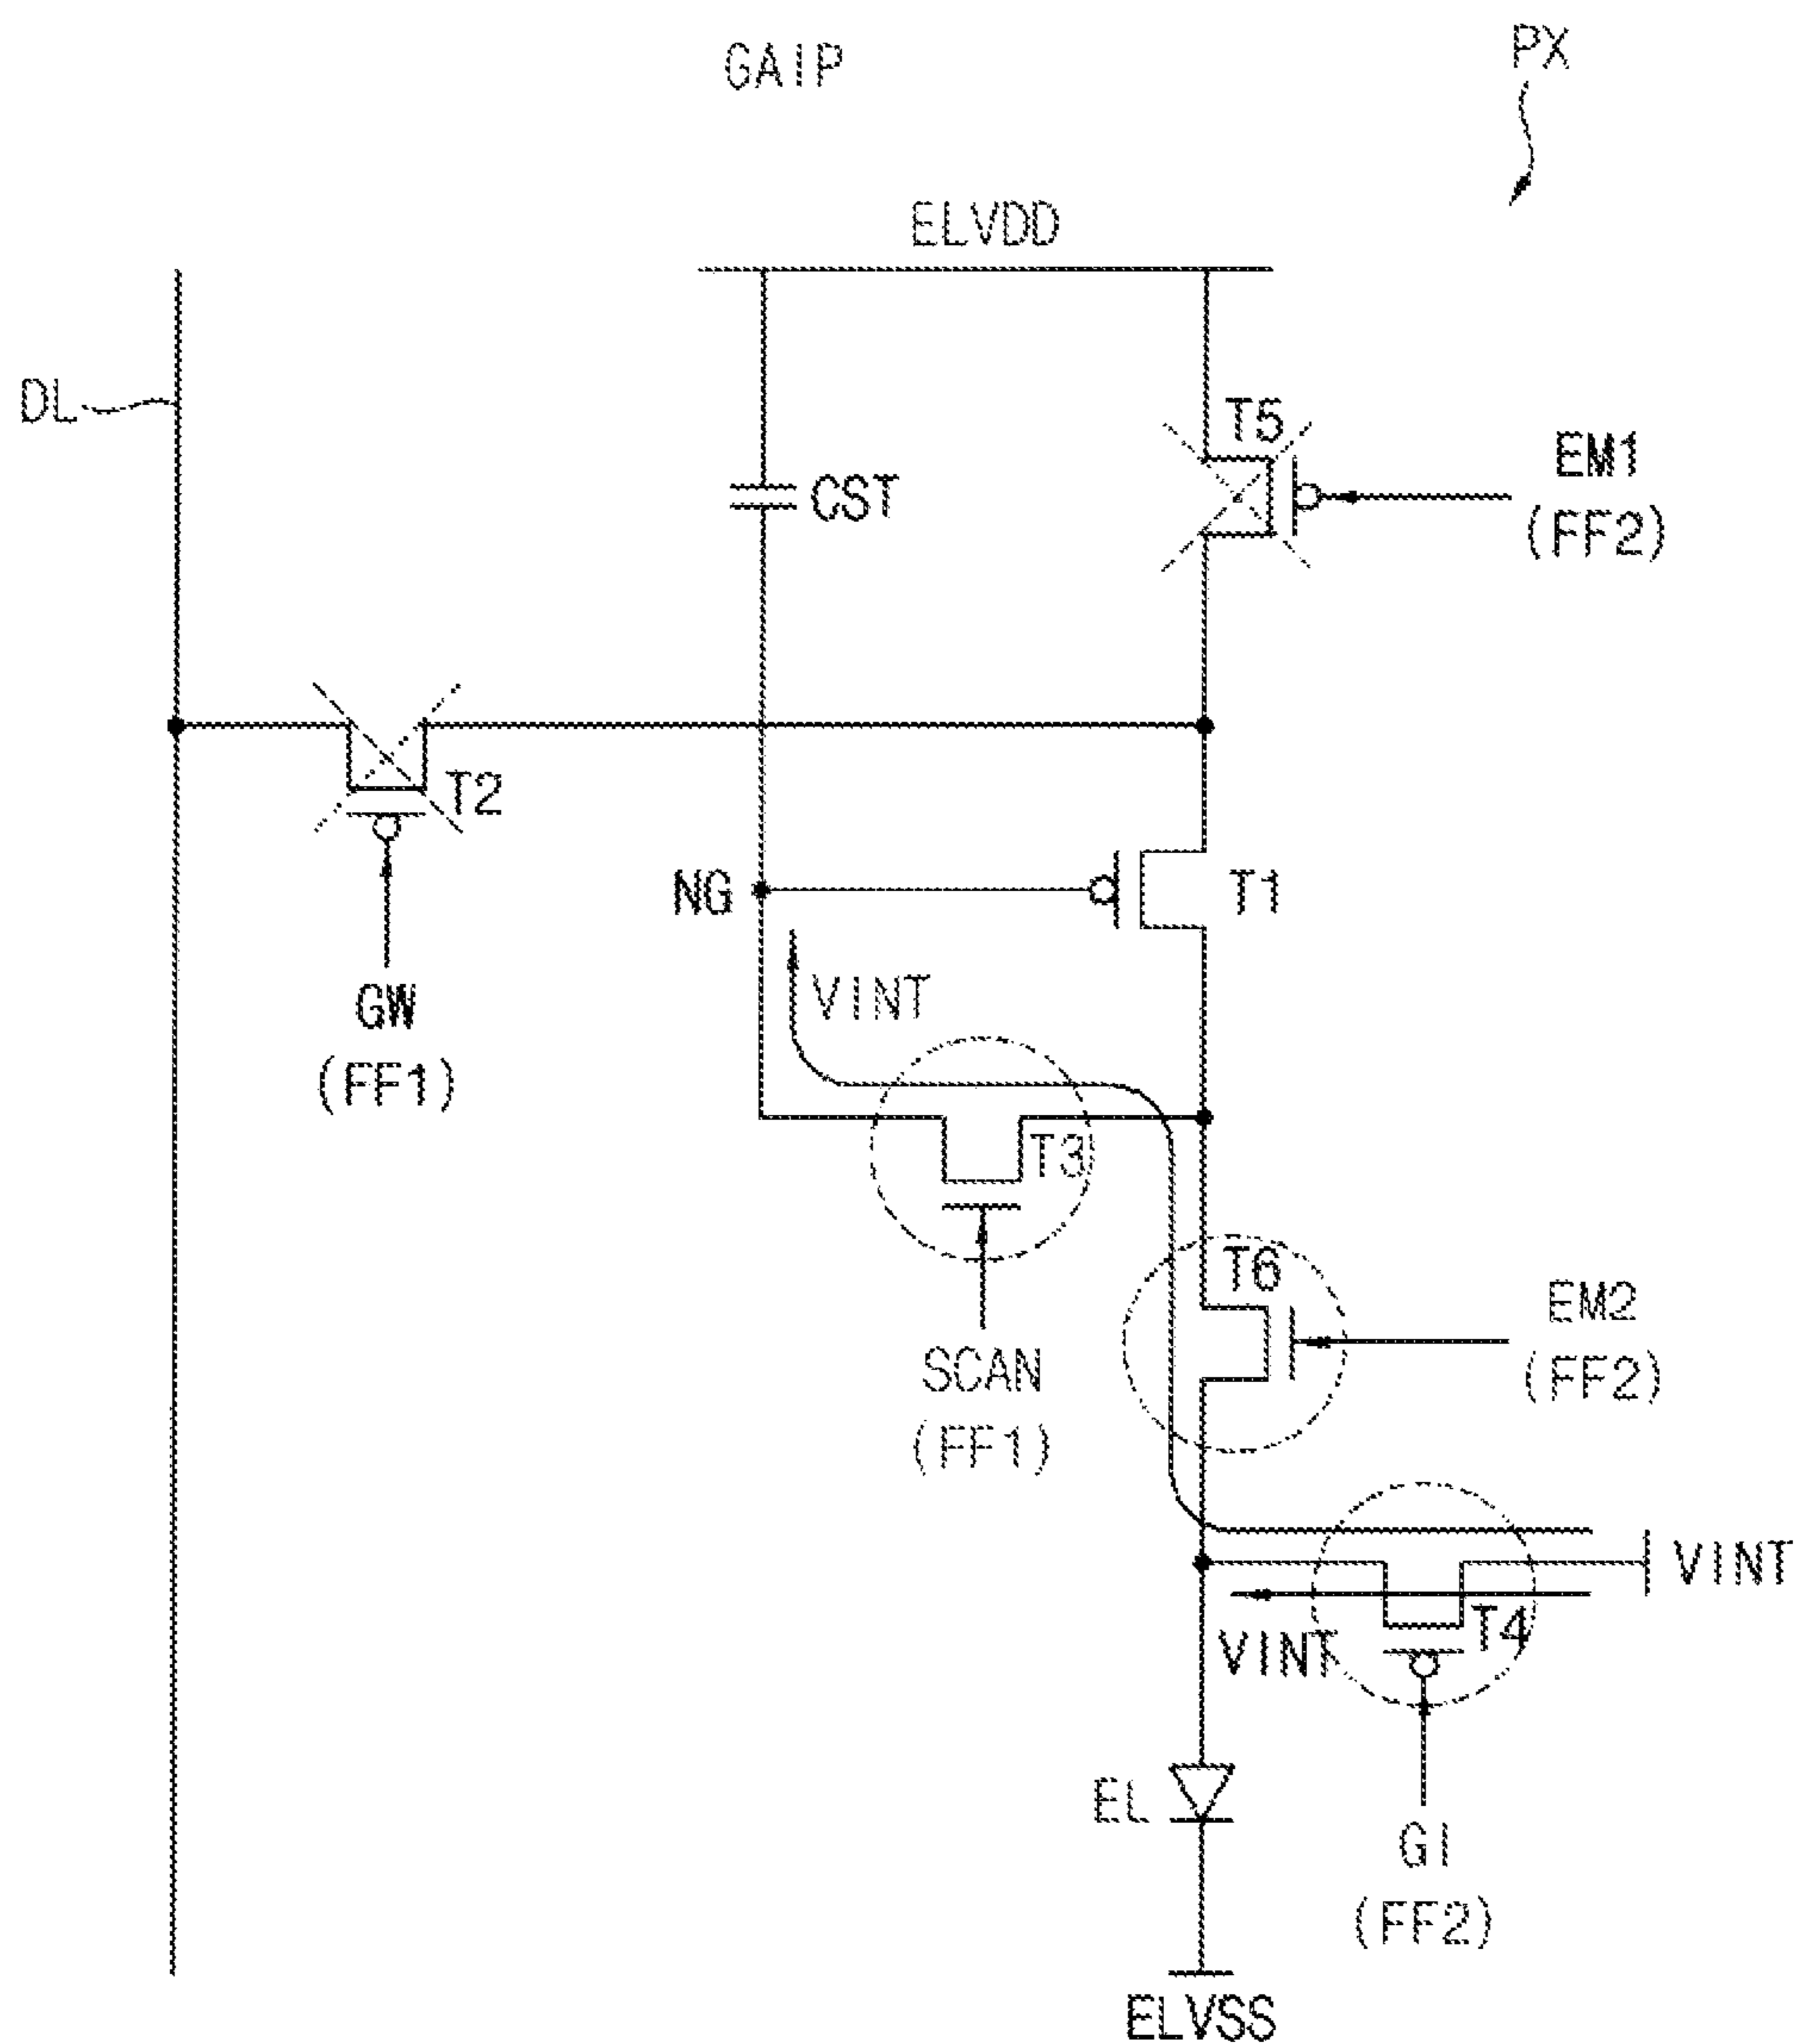 GAIP
PX
ELVDD
DL
T5
EM1
(FF2)
CST
T2
NG
T1
GW
(FF1)
VINT
T3
T6
EM2
(FF2)
SCAN
(FF1)
VINT
VINT
T4
EL
GI
(FF2)
ELVSS